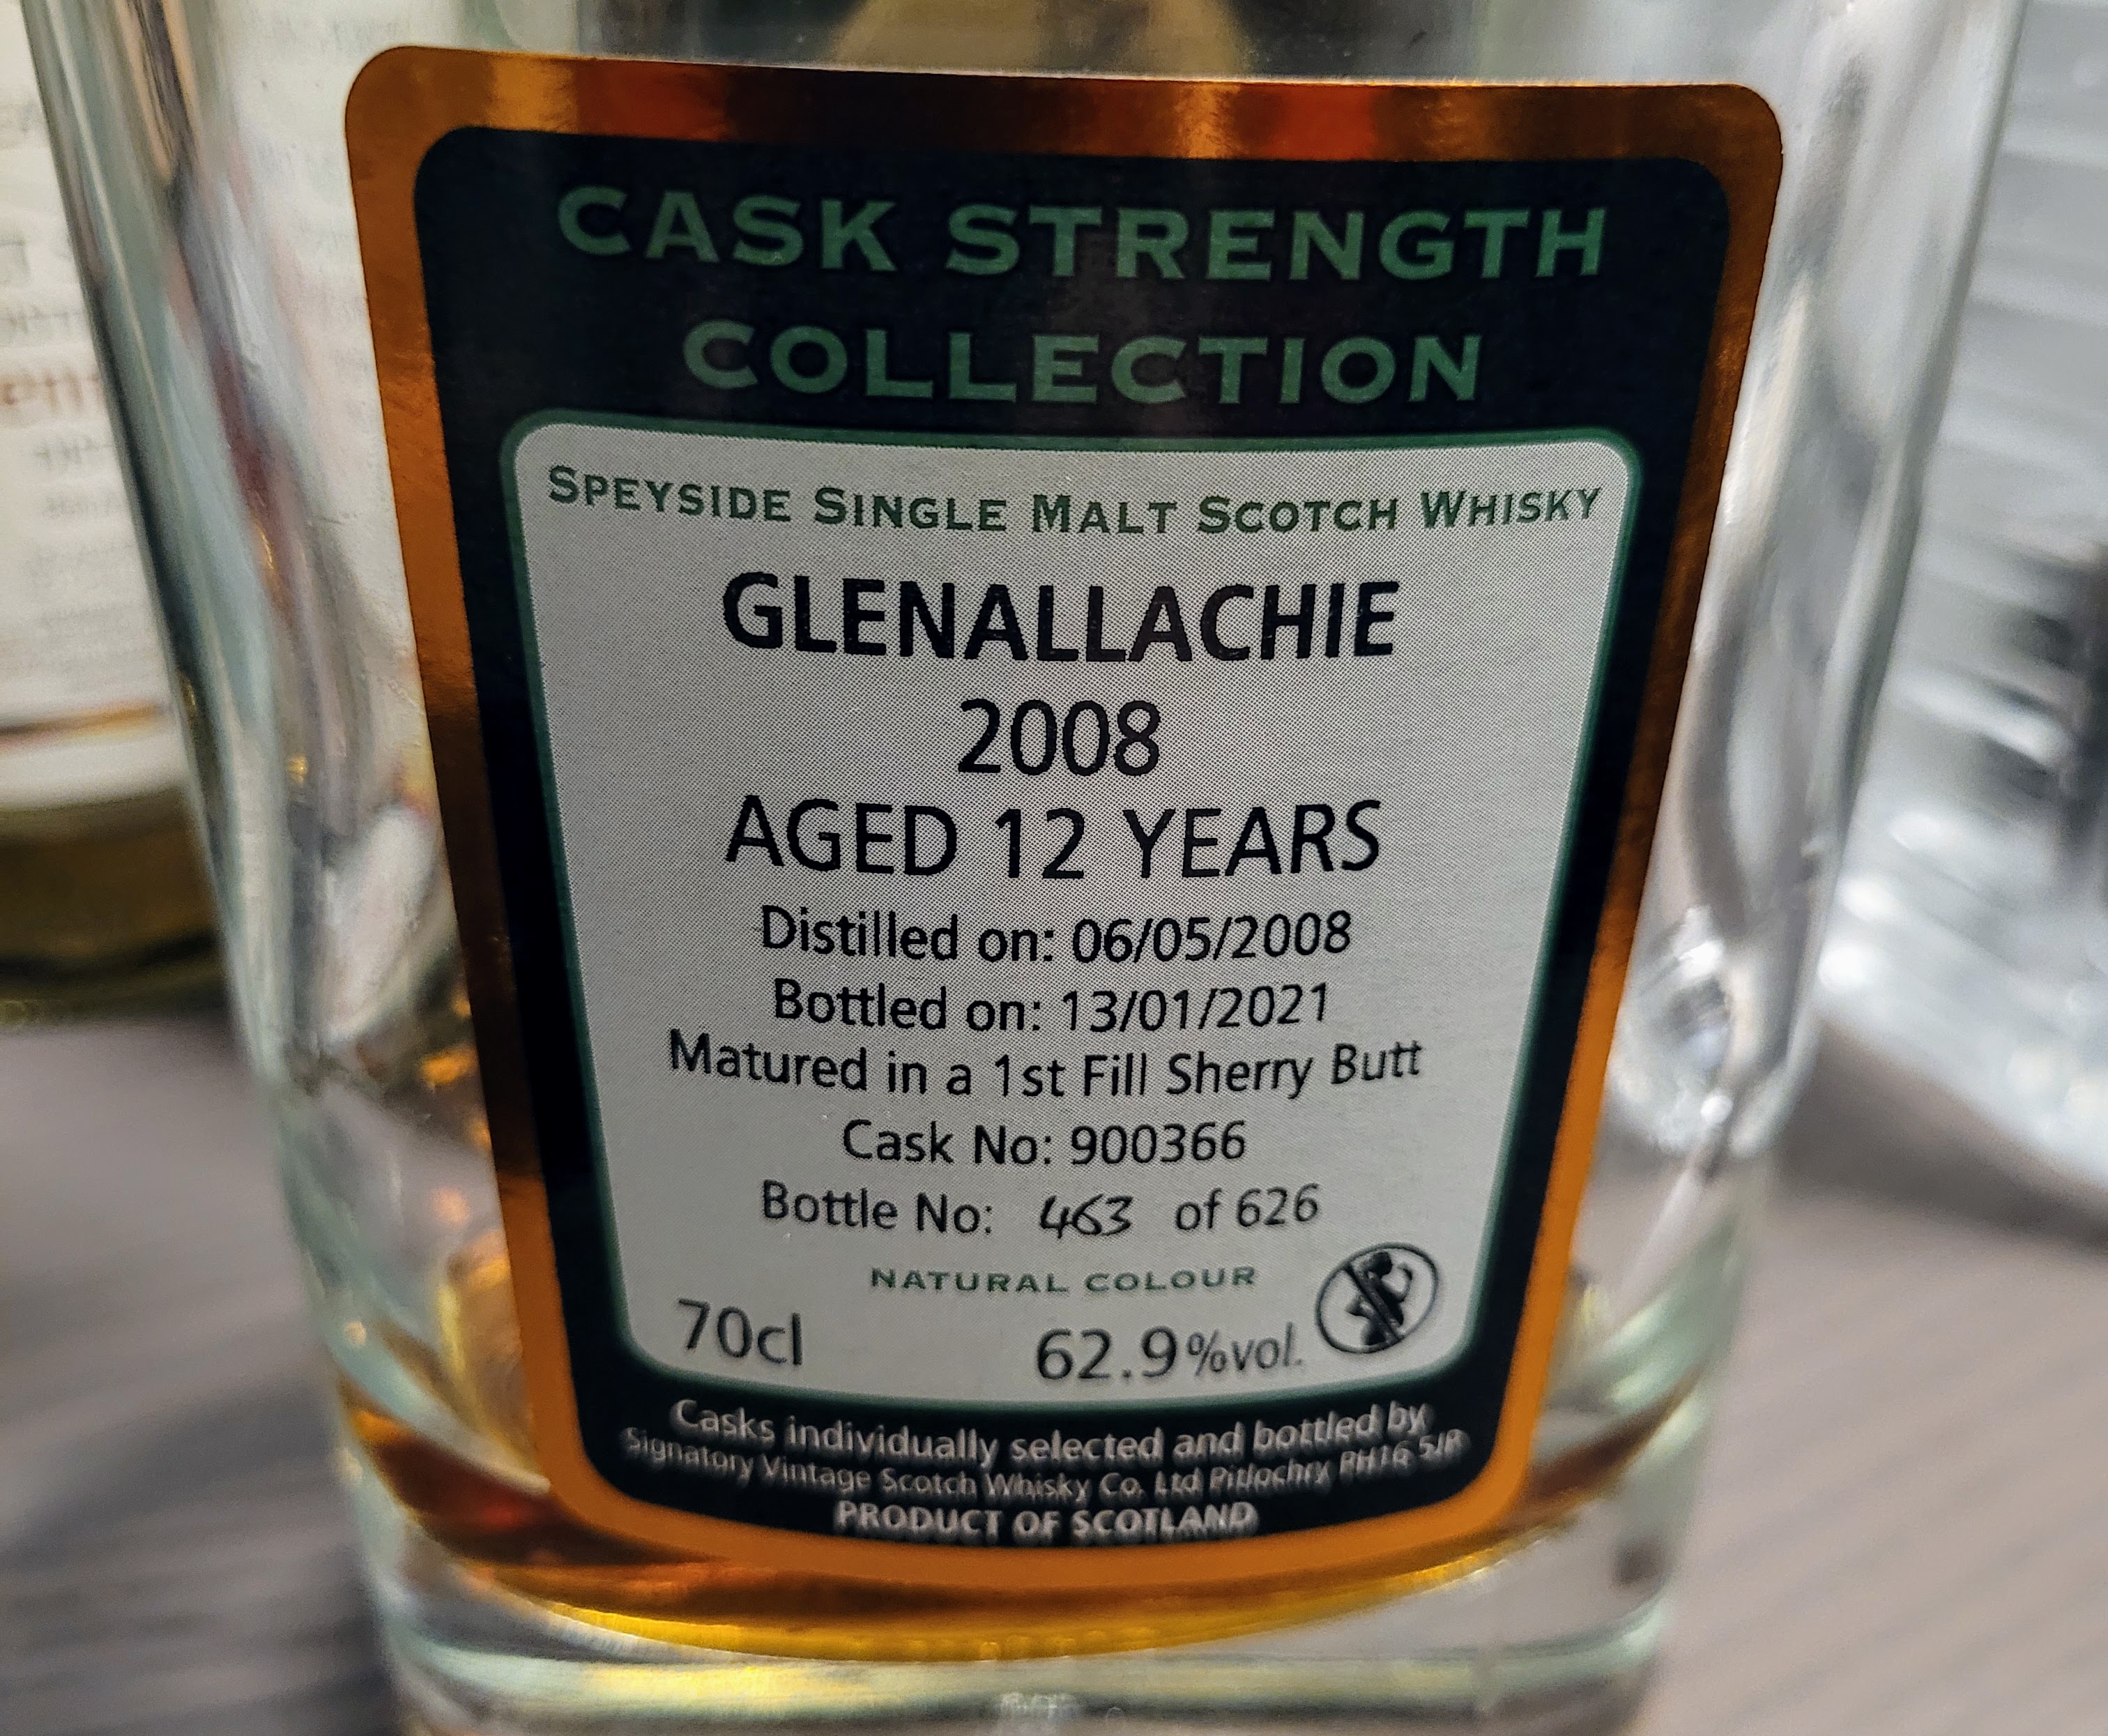 CASK STRENGTH
COLLECTION
SPEYSIDE SINGLE MALT SCOTCH WHISKY
GLENALLACHIE
2008
AGED 12 YEARS
Distilled on: 06/05/2008
Bottled on: 13/01/2021
Matured in a 1st Fill Sherry Butt
Cask No: 900366
Bottle No: 463 of 626
NATURAL COLOUR
70cl 62.9%vol.
Casks individually selected and bottled by
Signatory Vintage Scotch Whisky Co. Ltd Pitlochry PH16 5JR
PRODUCT OF SCOTLAND